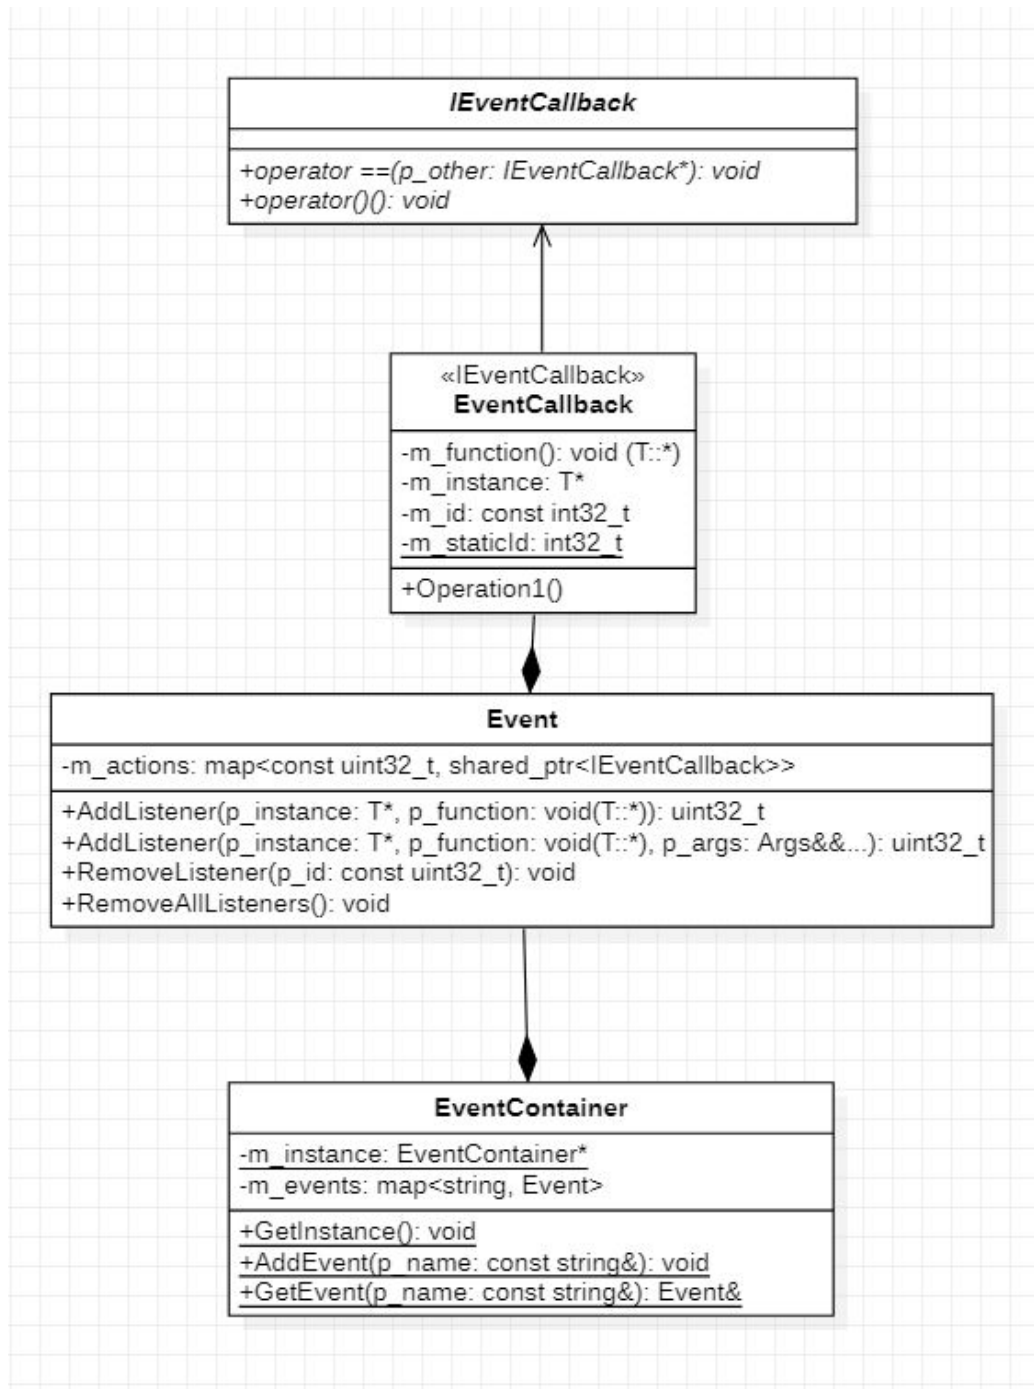 IEventCallback
+operator ==(p_other: IEventCallback*): void
+operator()(): void
«IEventCallback»
EventCallback
-m_function(): void (T::*)
-m_instance: T*
-m_id: const int32_t
-m_staticId: int32_t
+Operation1()
Event
-m_actions: map<const uint32_t, shared_ptr<IEventCallback>>
+AddListener(p_instance: T*, p_function: void(T::*)): uint32_t
+AddListener(p_instance: T*, p_function: void(T::*), p_args: Args&&...): uint32_t
+RemoveListener(p_id: const uint32_t): void
+RemoveAllListeners(): void
EventContainer
-m_instance: EventContainer*
-m_events: map<string, Event>
+GetInstance(): void
+AddEvent(p_name: const string&): void
+GetEvent(p_name: const string&): Event&